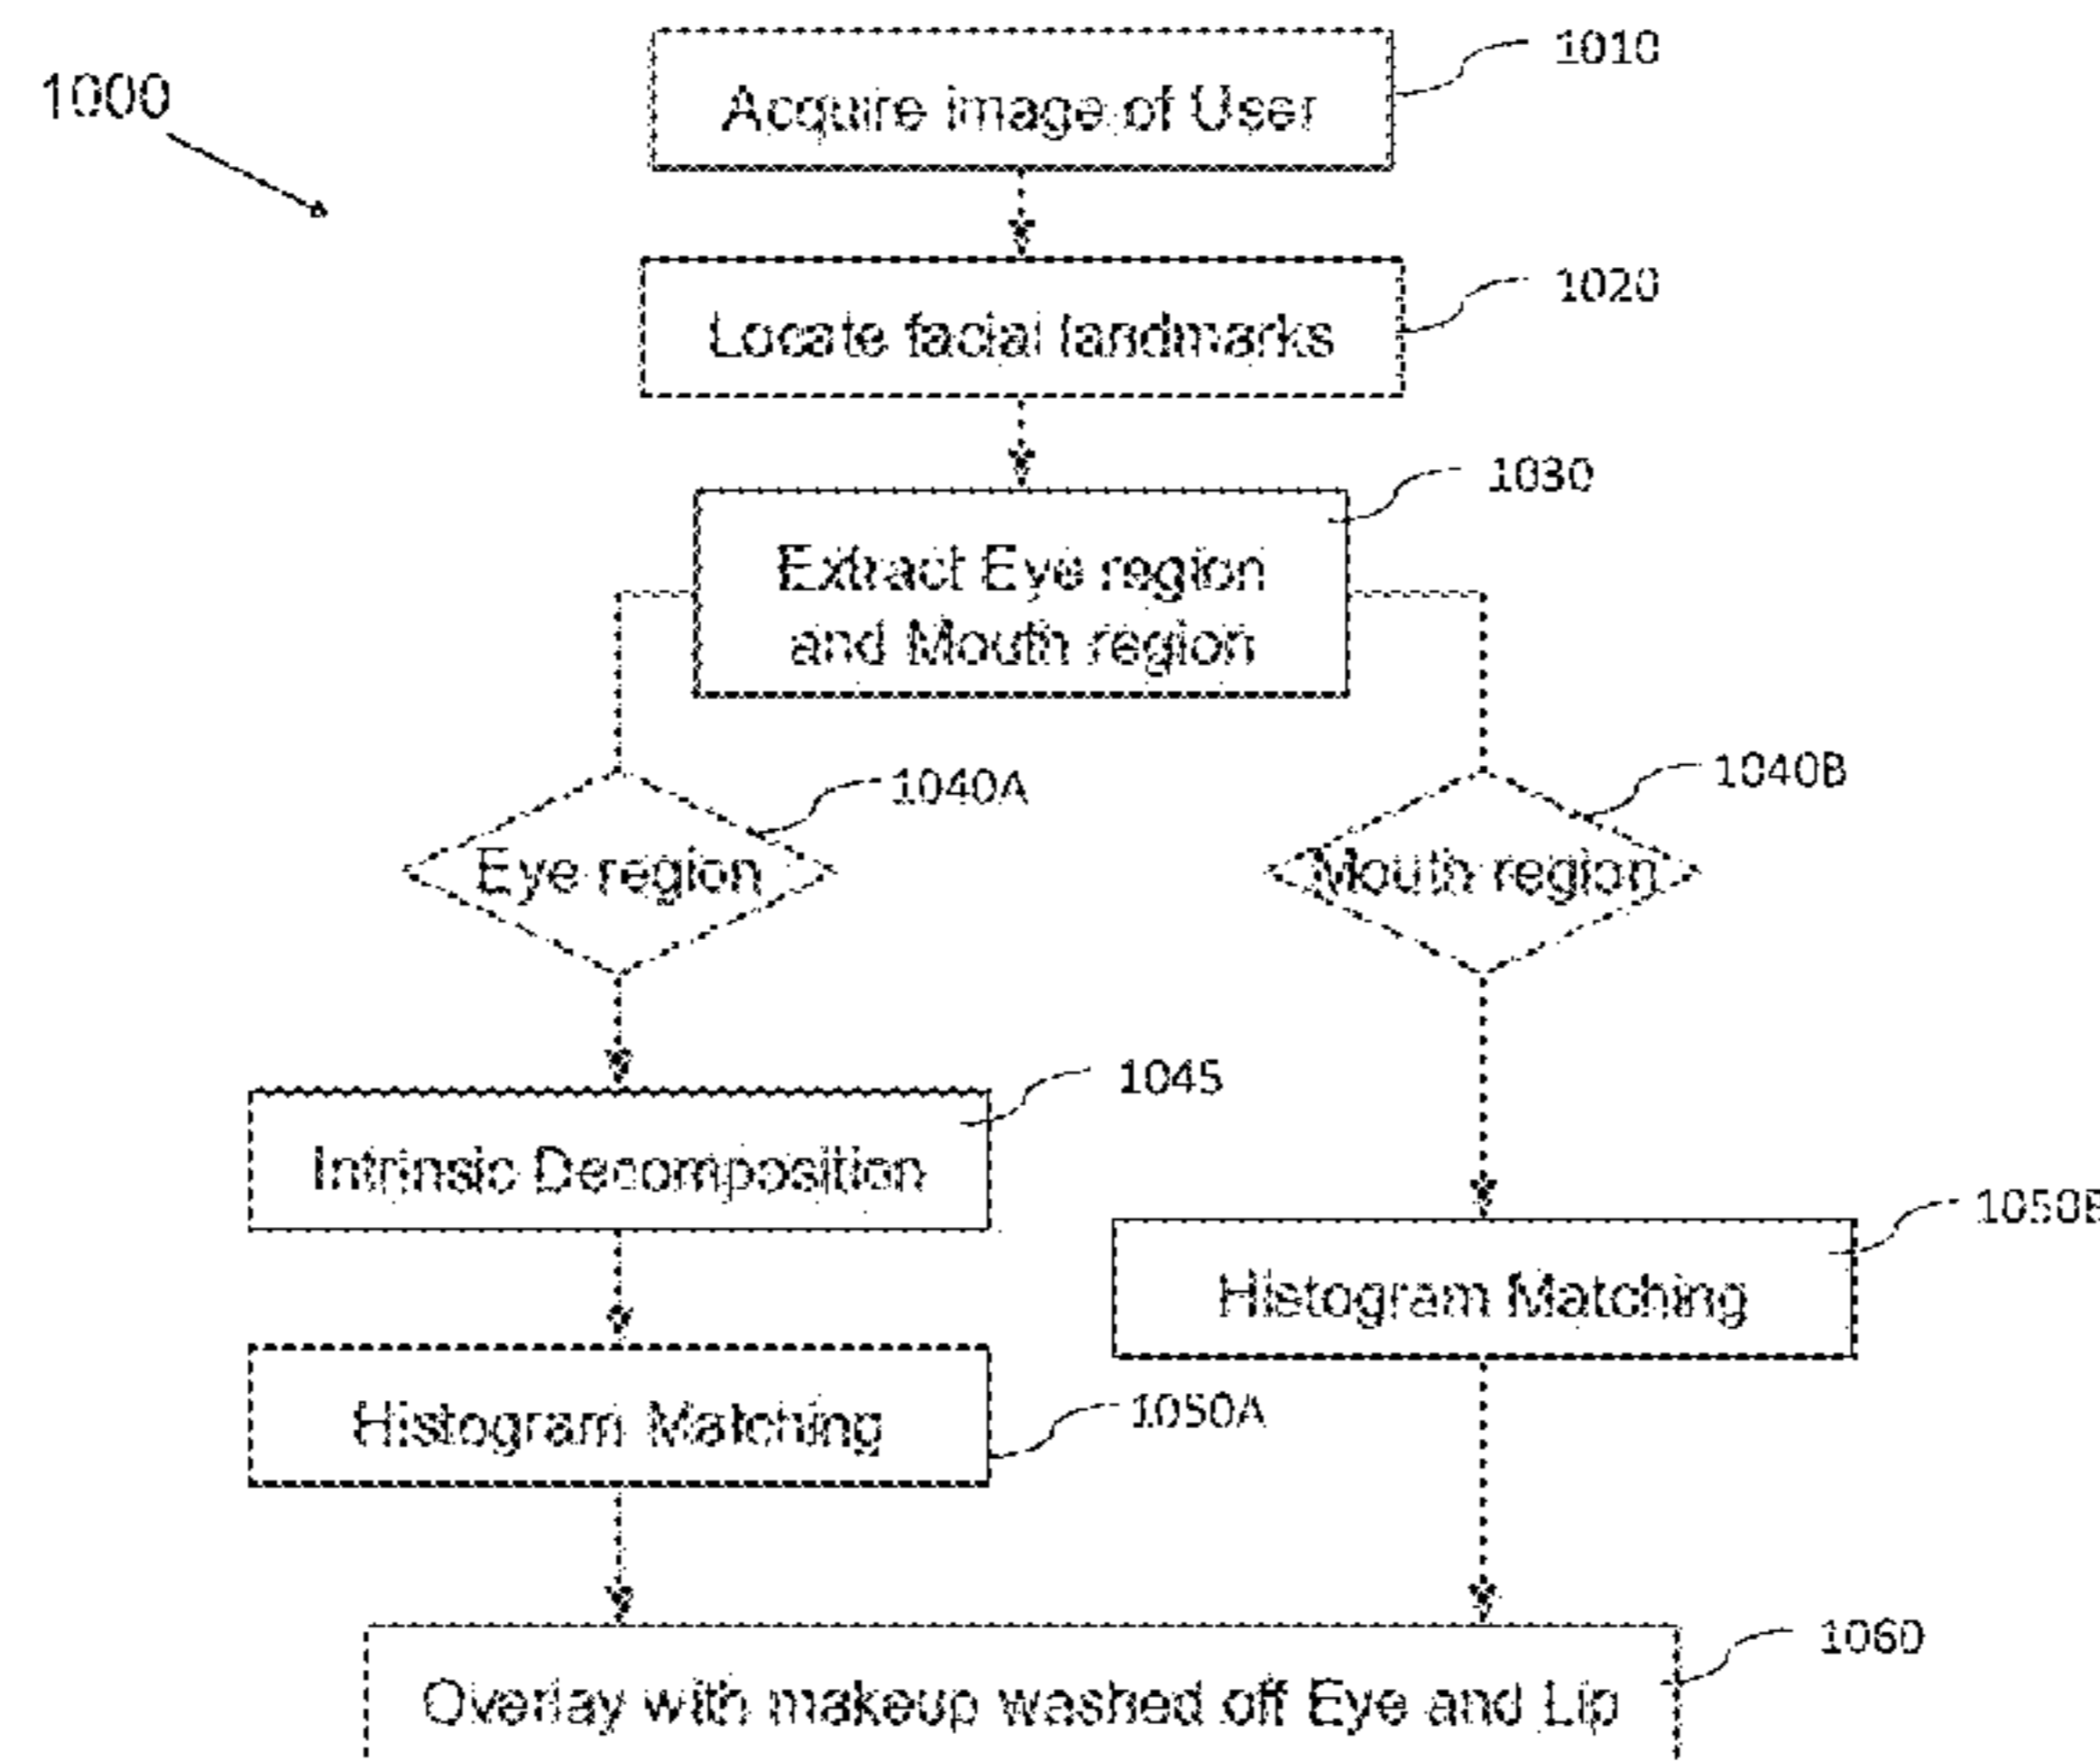 1000
Acquire image of User
1010
Locate facial landmarks
1020
Extract Eye region
and Mouth region
1030
Eye region
1040A
Mouth region
1040B
Intrinsic Decomposition
1045
Histogram Matching
1050B
Histogram Matching
1050A
Overlay with makeup washed off Eye and Lip
1060